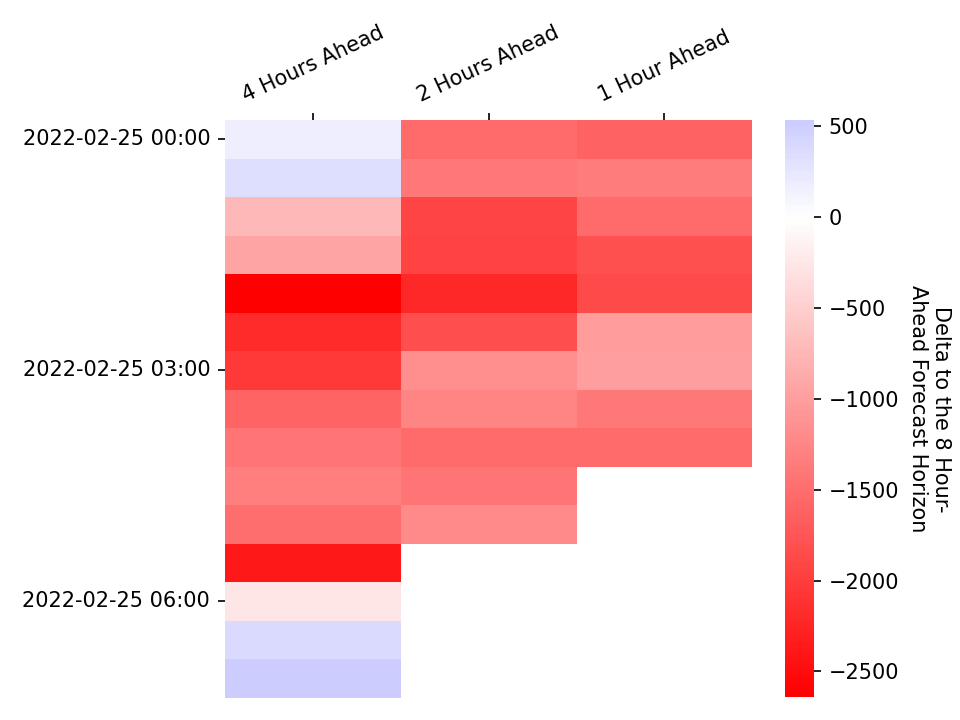 4 Hours Ahead
2 Hours Ahead
1 Hour Ahead
2022-02-25 00:00
2022-02-25 03:00
2022-02-25 06:00
500
0
−500
−1000
−1500
−2000
−2500
Delta to the 8 Hour-
Ahead Forecast Horizon